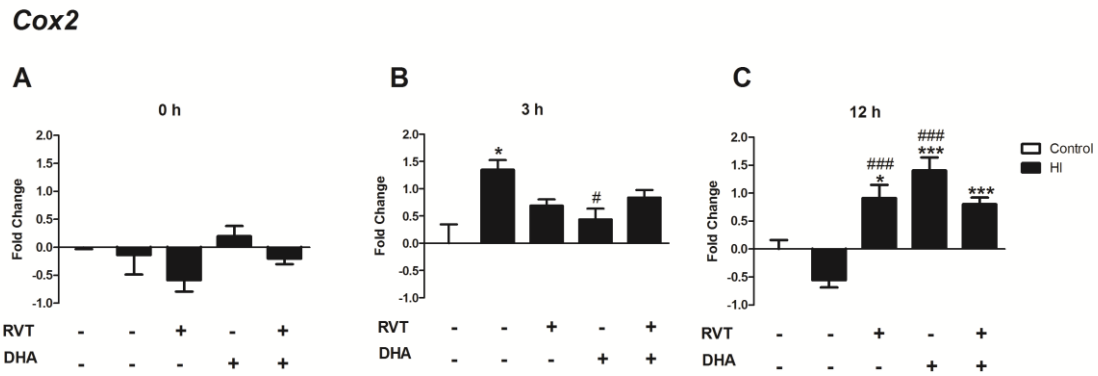 Cox2
A
0 h
Fold Change
2.0
1.5
1.0
0.5
0.0
-0.5
-1.0
RVT - - + - +
DHA - - - + +
B
3 h
Fold Change
2.0
1.5
1.0
0.5
0.0
-0.5
-1.0
*
#
RVT - - + - +
DHA - - - + +
C
12 h
Fold Change
2.0
1.5
1.0
0.5
0.0
-0.5
-1.0
###
*
###
***
***
RVT - - + - +
DHA - - - + +
Control
HI